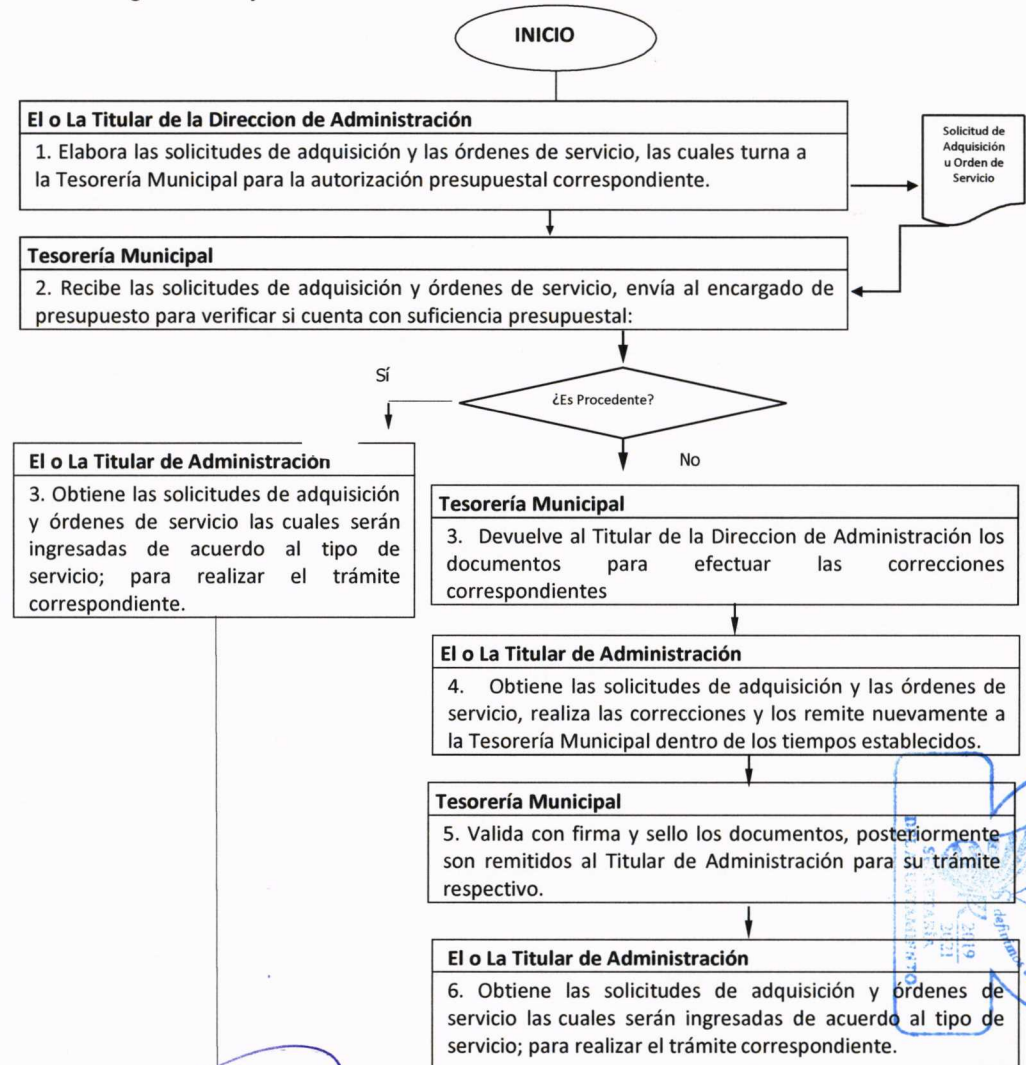 INICIO
El o La Titular de la Direccion de Administración
1. Elabora las solicitudes de adquisición y las órdenes de servicio, las cuales turna a
la Tesorería Municipal para la autorización presupuestal correspondiente.
Solicitud de
Adquisición
u Orden de
Servicio
Tesorería Municipal
2. Recibe las solicitudes de adquisición y órdenes de servicio, envía al encargado de
presupuesto para verificar si cuenta con suficiencia presupuestal:
Sí
¿Es Procedente?
No
El o La Titular de Administración
3. Obtiene las solicitudes de adquisición
y órdenes de servicio las cuales serán
ingresadas de acuerdo al tipo de
servicio; para realizar el trámite
correspondiente.
Tesorería Municipal
3. Devuelve al Titular de la Direccion de Administración los
documentos para efectuar las correcciones
correspondientes
El o La Titular de Administración
4. Obtiene las solicitudes de adquisición y las órdenes de
servicio, realiza las correcciones y los remite nuevamente a
la Tesorería Municipal dentro de los tiempos establecidos.
Tesorería Municipal
5. Valida con firma y sello los documentos, posteriormente
son remitidos al Titular de Administración para su trámite
respectivo.
El o La Titular de Administración
6. Obtiene las solicitudes de adquisición y órdenes de
servicio las cuales serán ingresadas de acuerdo al tipo de
servicio; para realizar el trámite correspondiente.
2019
2021